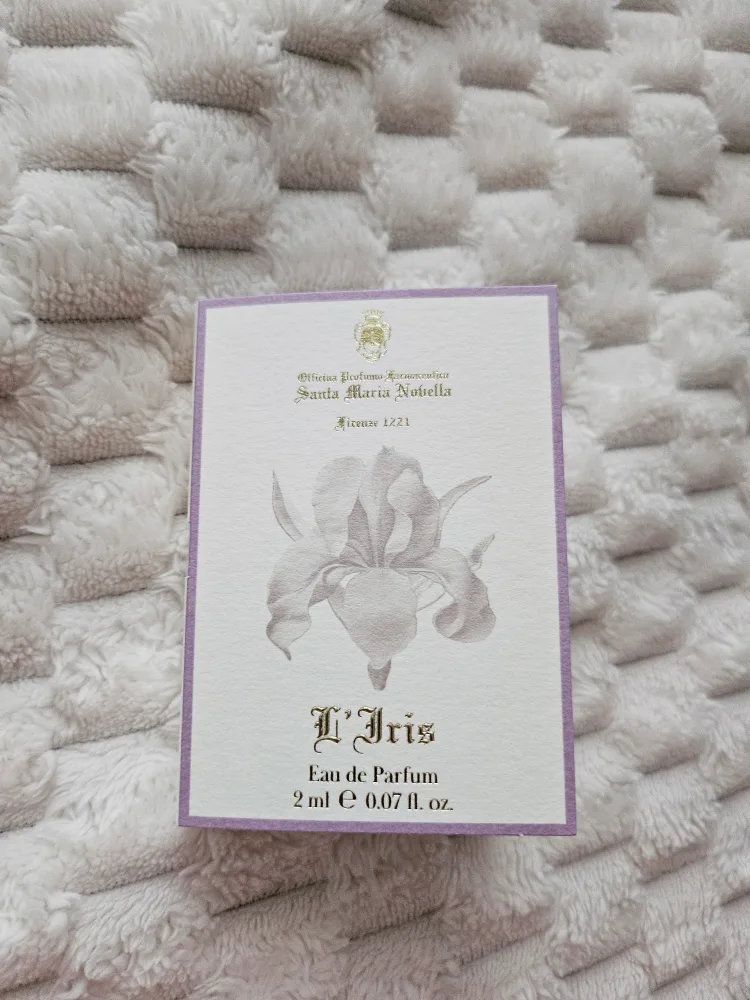 Officina Profumo-Farmaceutica
Santa Maria Novella
Firenze 1221
L'Iris
Eau de Parfum
2 ml ℮ 0.07 fl. oz.